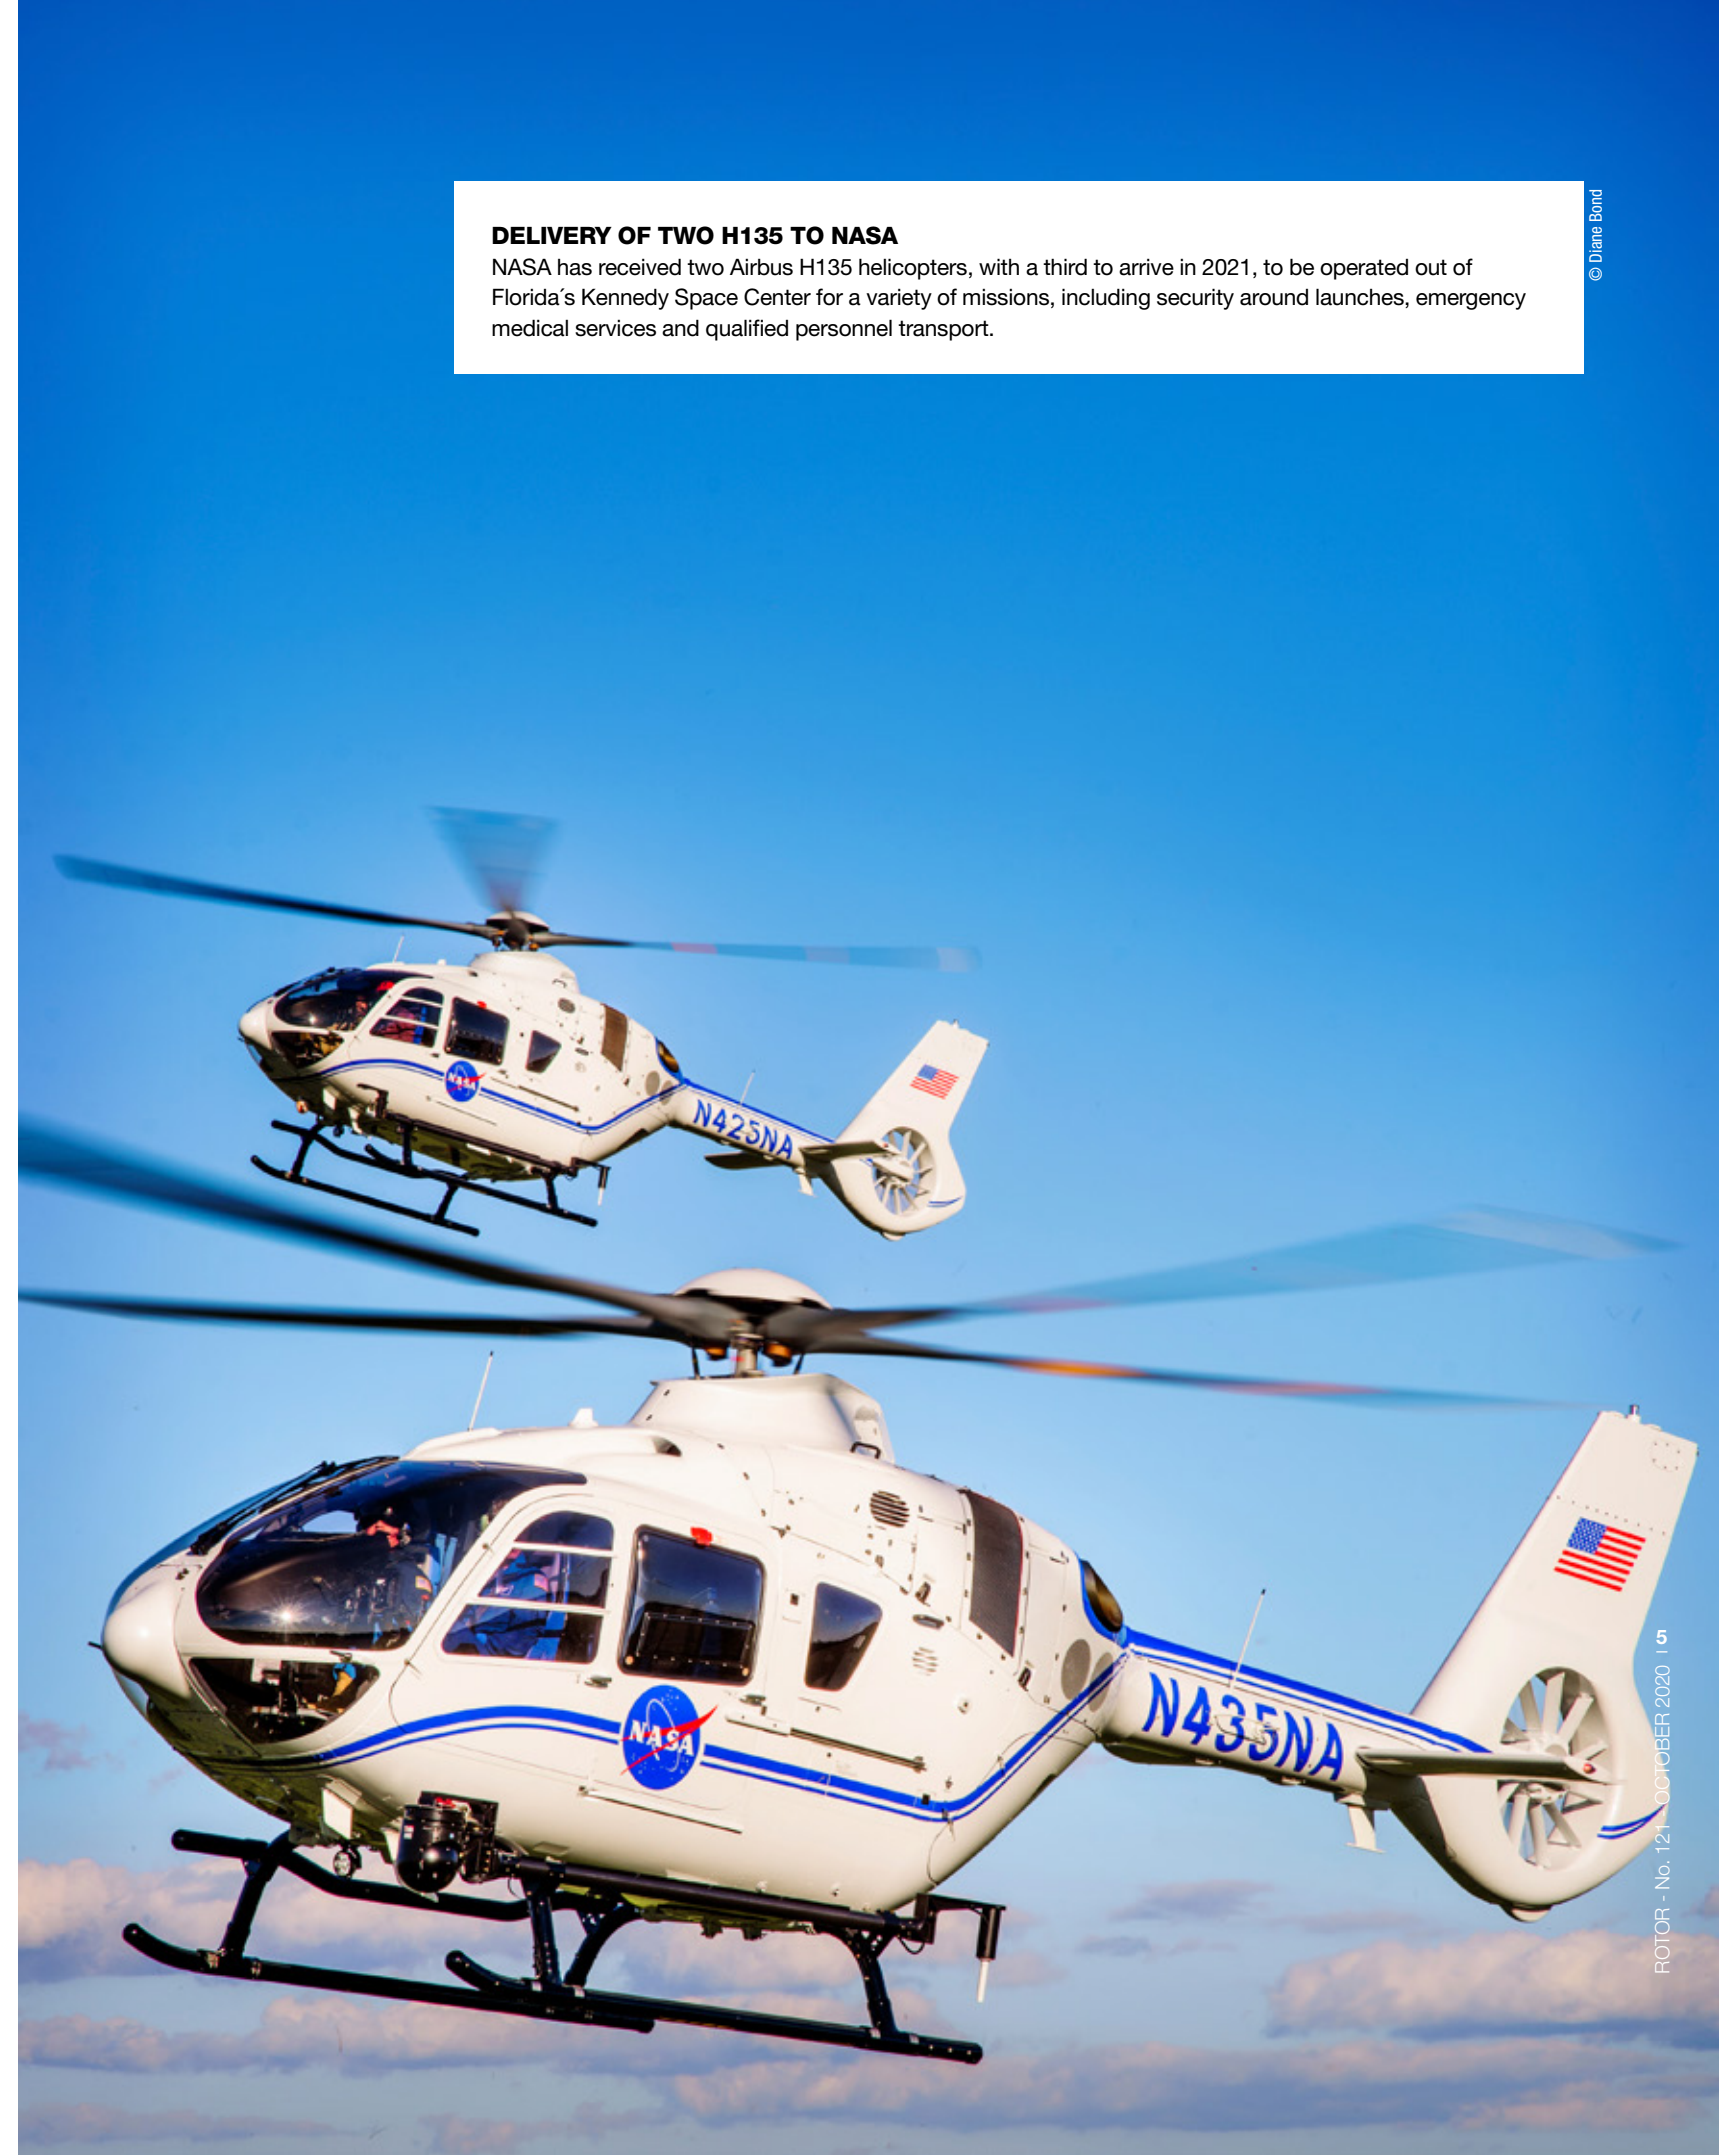 DELIVERY OF TWO H135 TO NASA
NASA has received two Airbus H135 helicopters, with a third to arrive in 2021, to be operated out of
Florida´s Kennedy Space Center for a variety of missions, including security around launches, emergency
medical services and qualified personnel transport.
© Diane Bond
NASA
N425NA
NASA
N435NA
ROTOR - No. 121 - OCTOBER 2020 I 5